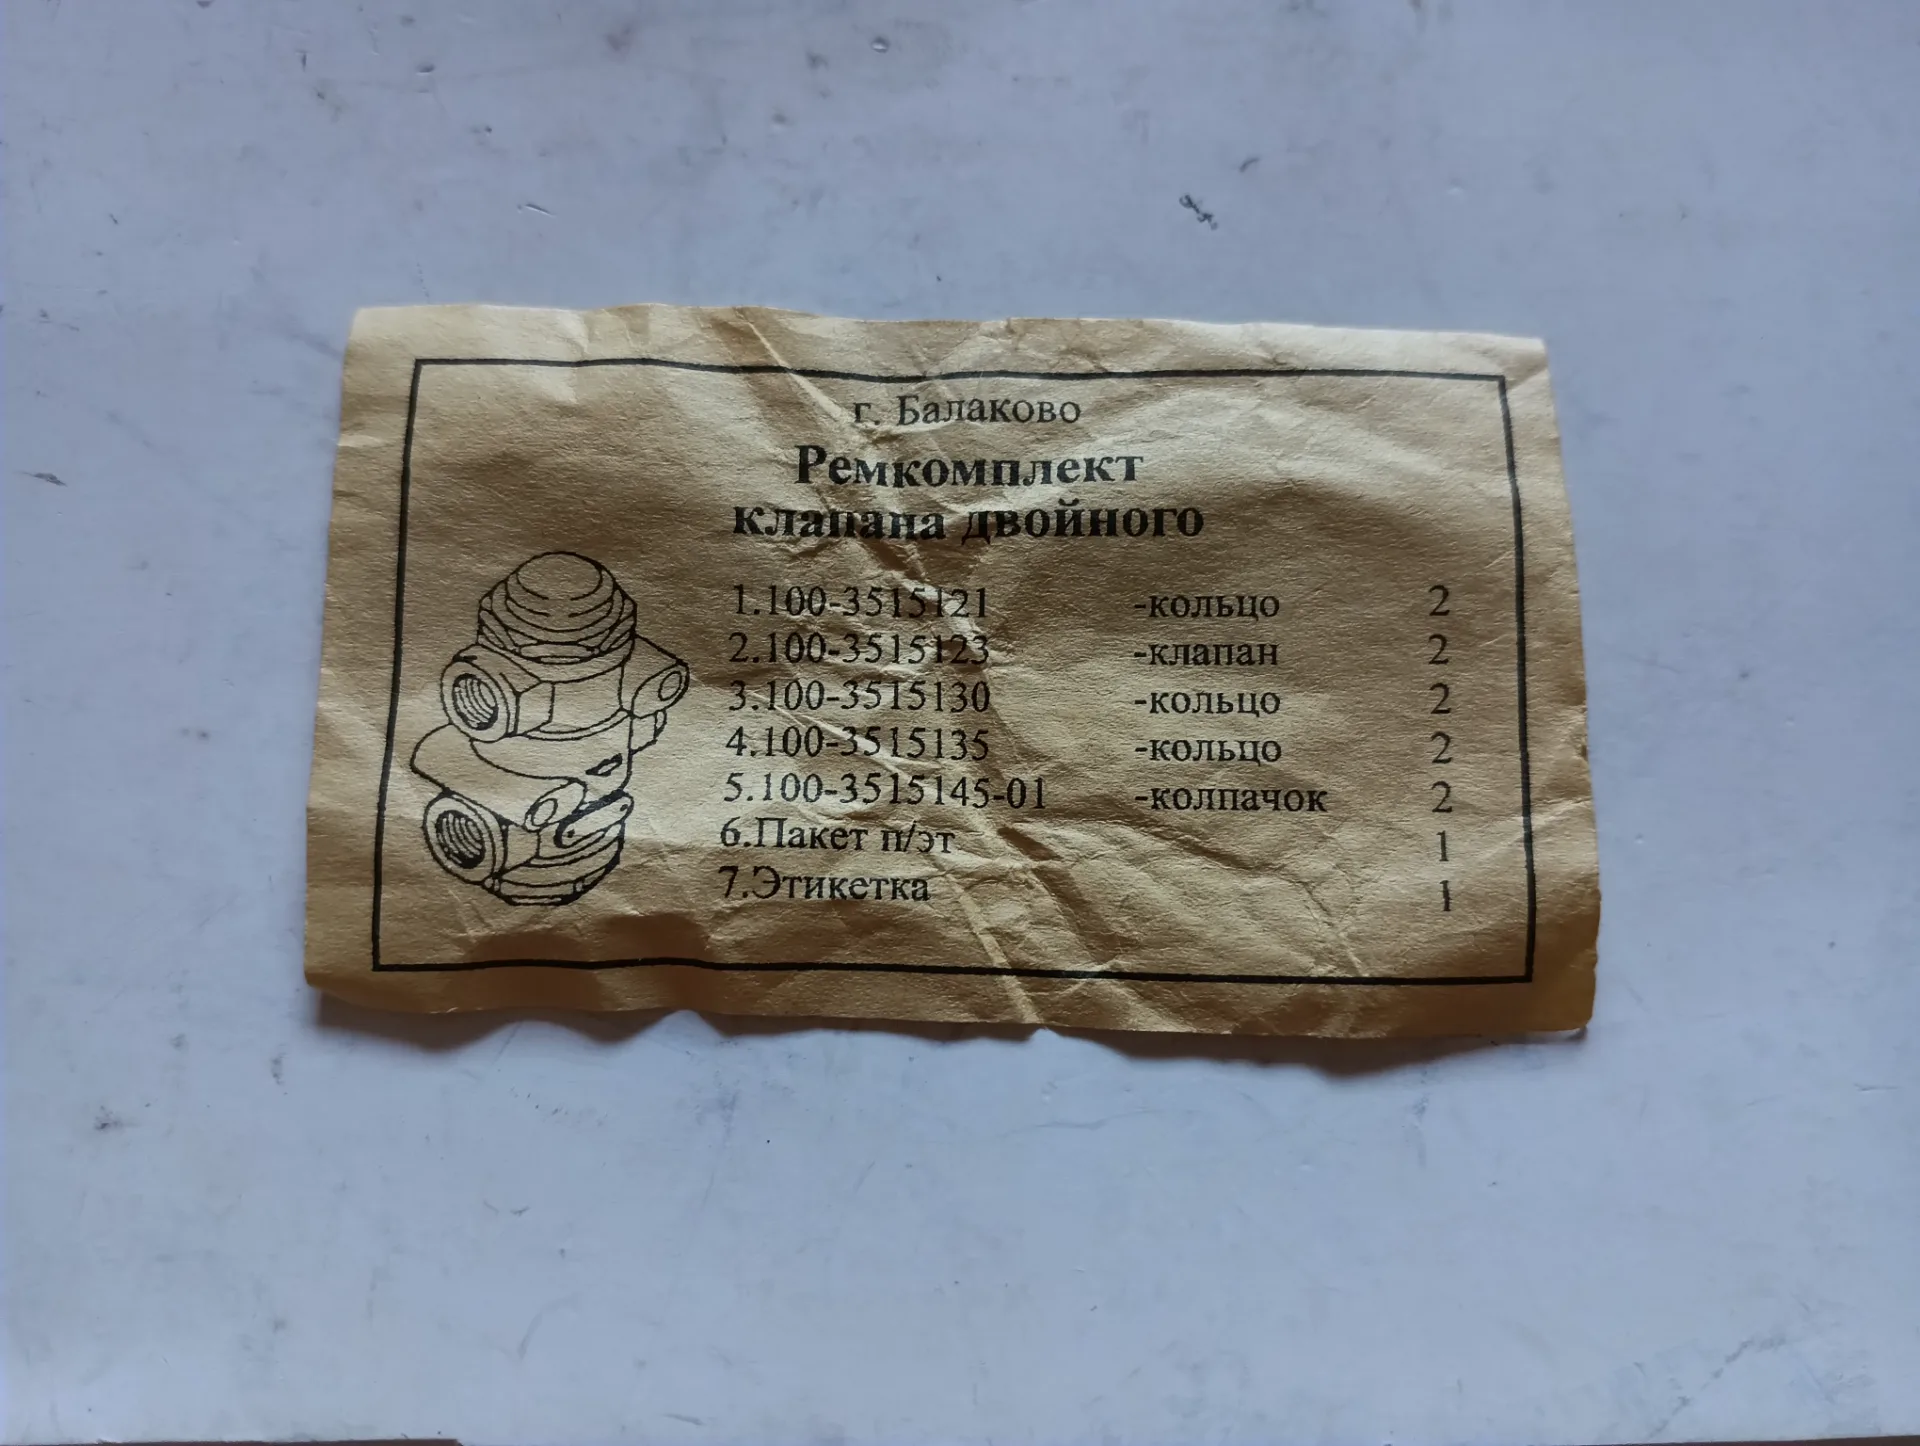 г. Балаково
Ремкомплект
клапана двойного
1.100-3515121 -кольцо 2
2.100-3515123 -клапан 2
3.100-3515130 -кольцо 2
4.100-3515135 -кольцо 2
5.100-3515145-01 -колпачок 2
6.Пакет п/эт 1
7.Этикетка 1